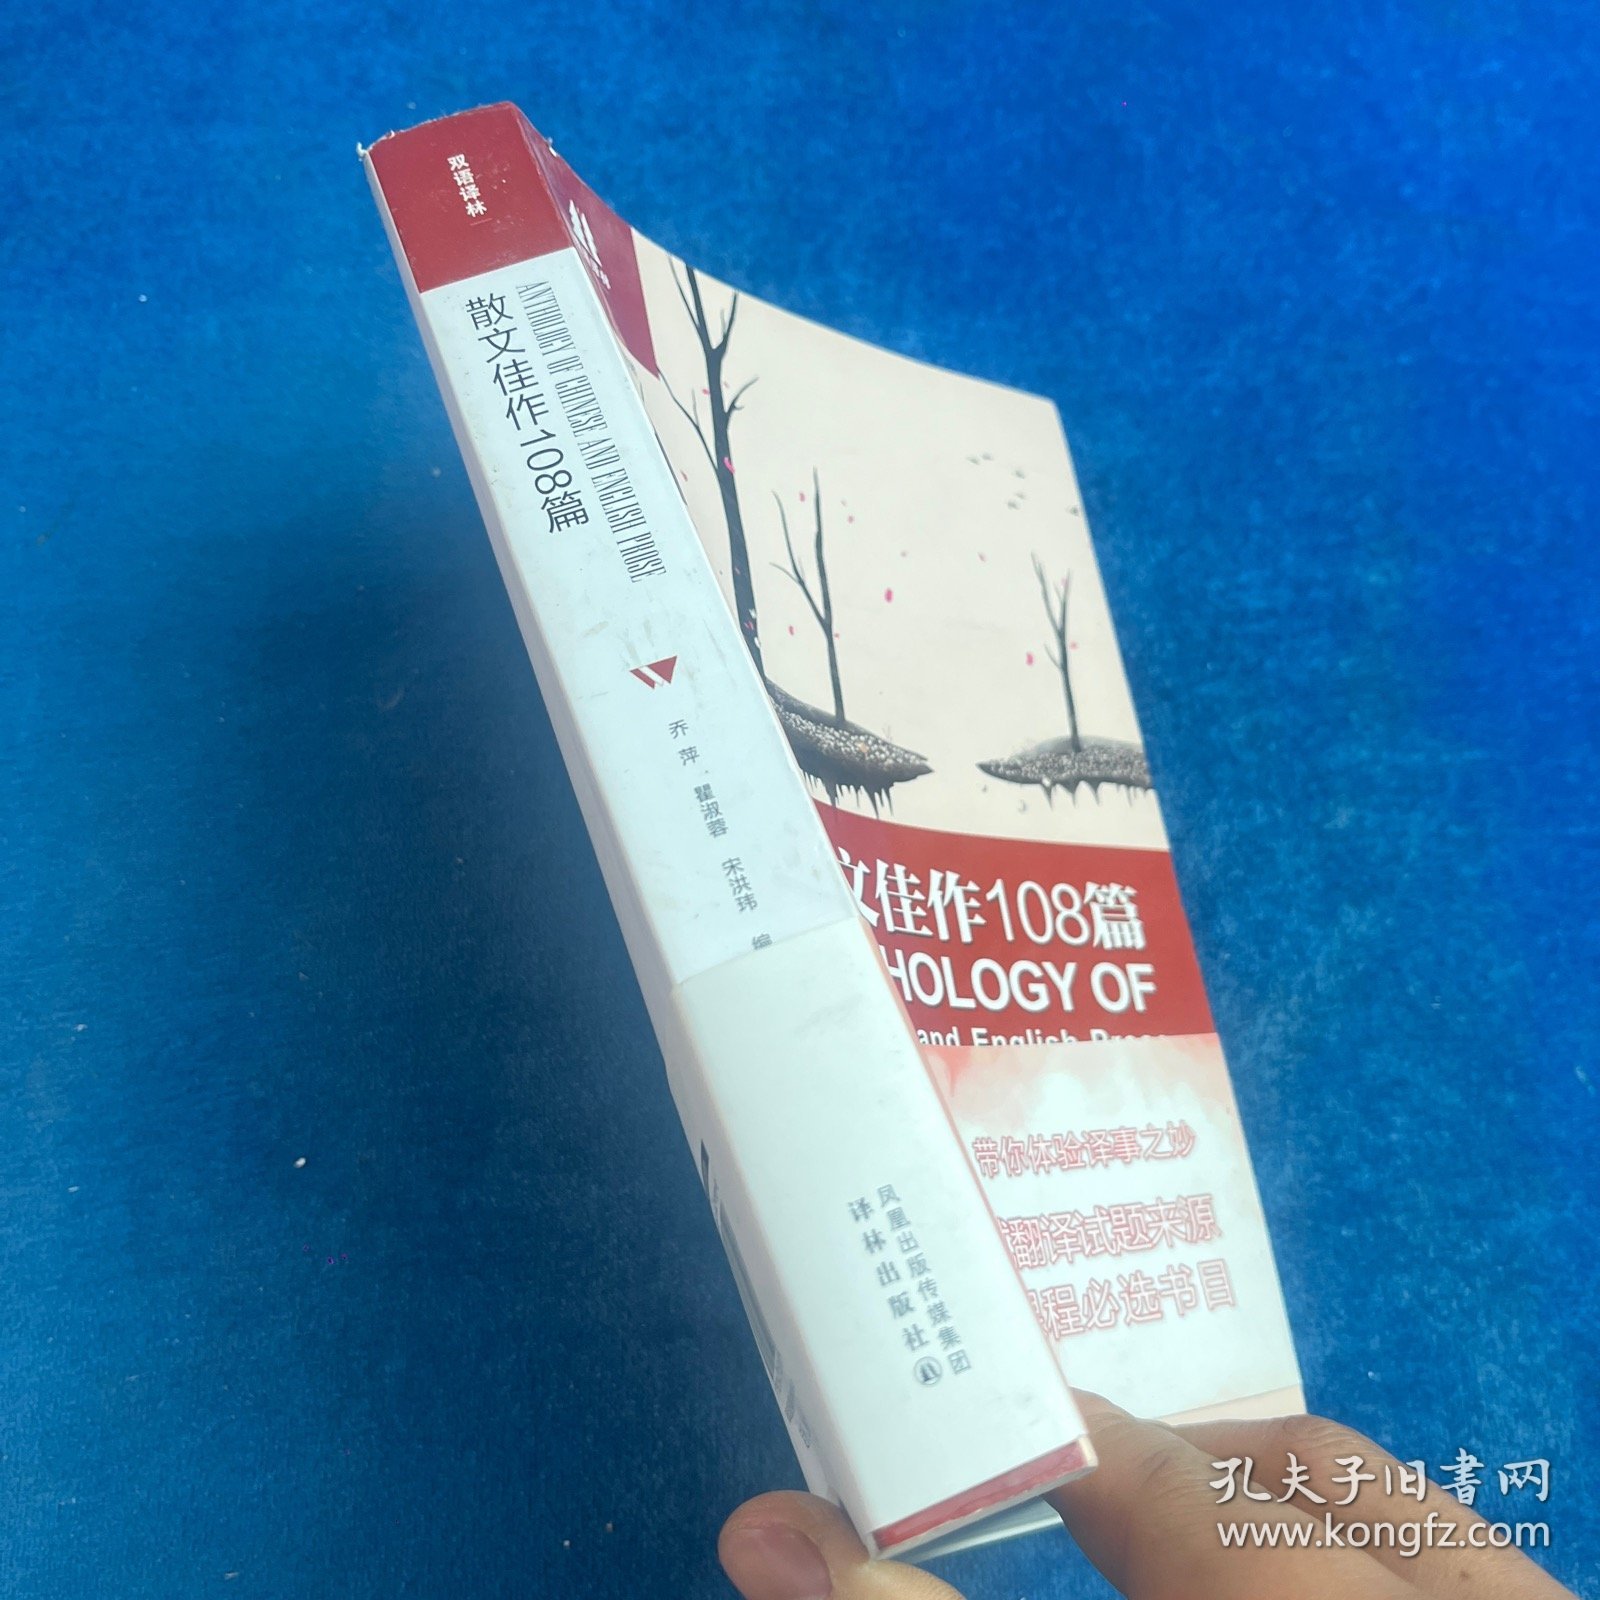 双语译林
散文佳作108篇
ANTHOLOGY OF CHINESE AND ENGLISH PROSE
乔萍 瞿淑蓉 宋洪玮 编
凤凰出版传媒集团
译林出版社
文佳作108篇
HOLOGY OF
and English Prose
带你体验译事之妙
翻译试题来源
程必选书目
孔夫子旧书网
www.kongfz.com